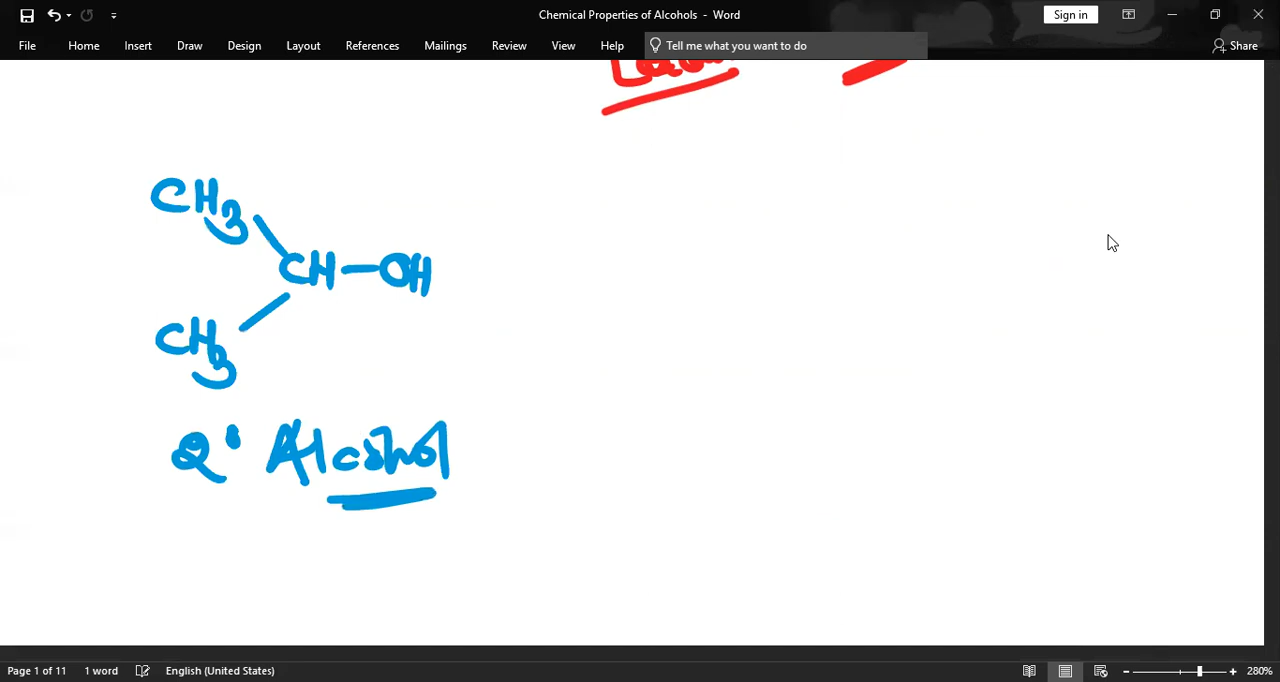 Chemical Properties of Alcohols - Word
Sign in
File Home Insert Draw Design Layout References Mailings Review View Help Tell me what you want to do Share
CH3
CH-OH
CH3
2° Alcohol
Page 1 of 11 1 word English (United States) 280%